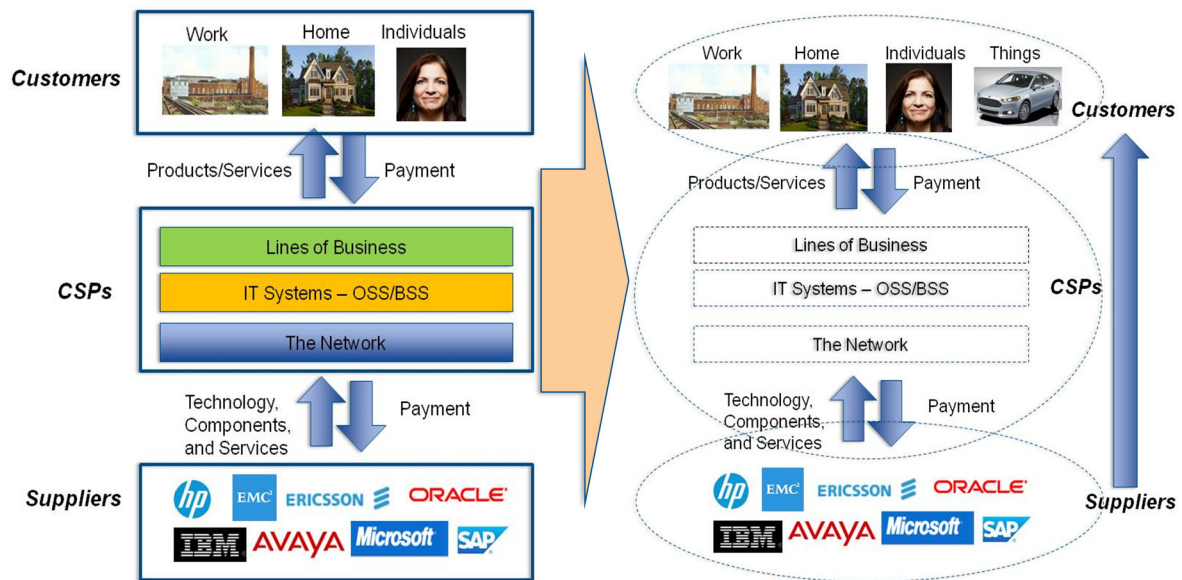 Work
Home
Individuals
Customers
Products/Services
Payment
Lines of Business
CSPs
IT Systems – OSS/BSS
The Network
Technology,
Components,
and Services
Payment
Suppliers
hp
EMC²
ERICSSON
ORACLE®
IBM
AVAYA
Microsoft®
SAP
Work
Home
Individuals
Things
Customers
Products/Services
Payment
Lines of Business
IT Systems – OSS/BSS
CSPs
The Network
Technology,
Components,
and Services
Payment
Suppliers
hp
EMC²
ERICSSON
ORACLE®
IBM
AVAYA
Microsoft®
SAP